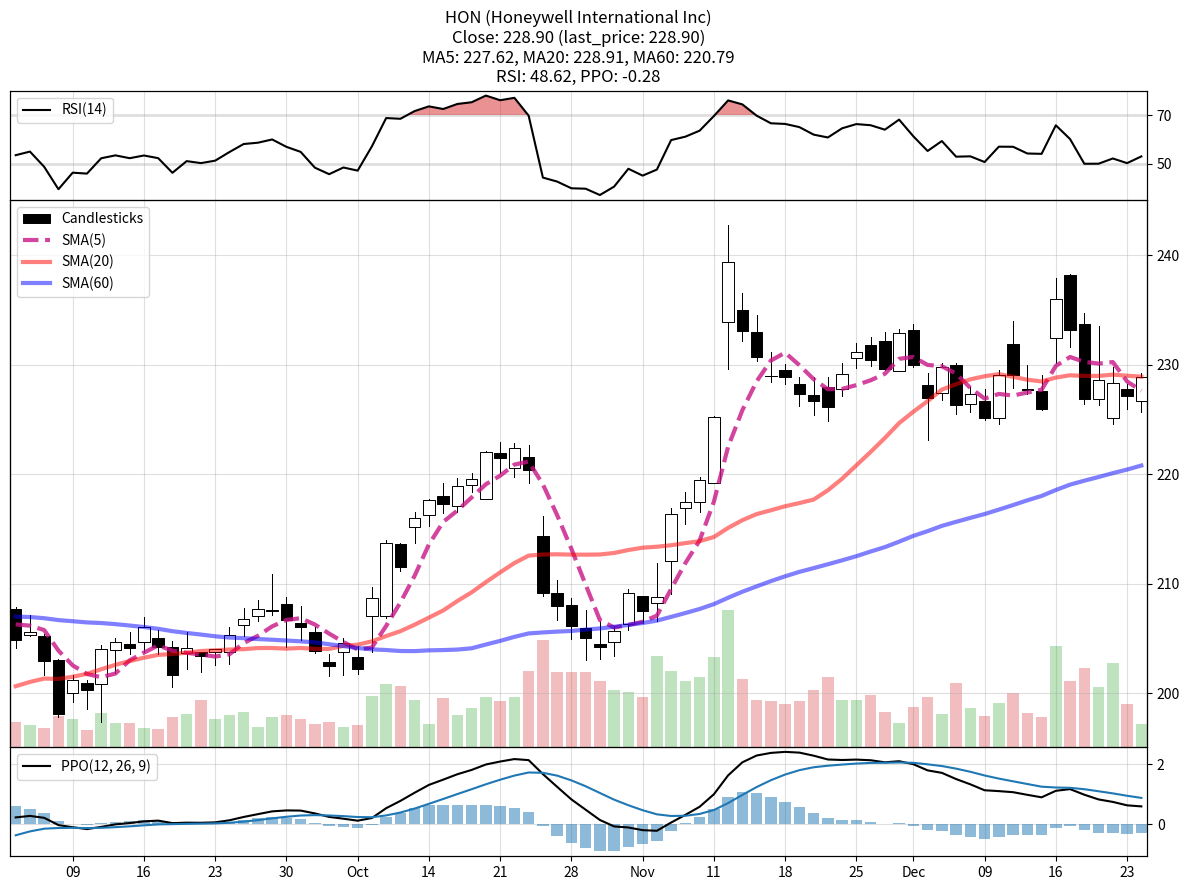 HON (Honeywell International Inc)
Close: 228.90 (last_price: 228.90)
MA5: 227.62, MA20: 228.91, MA60: 220.79
RSI: 48.62, PPO: -0.28
RSI(14)
70
50
Candlesticks
SMA(5)
SMA(20)
SMA(60)
240
230
220
210
200
PPO(12, 26, 9)
2
0
09 16 23 30 Oct 14 21 28 Nov 11 18 25 Dec 09 16 23